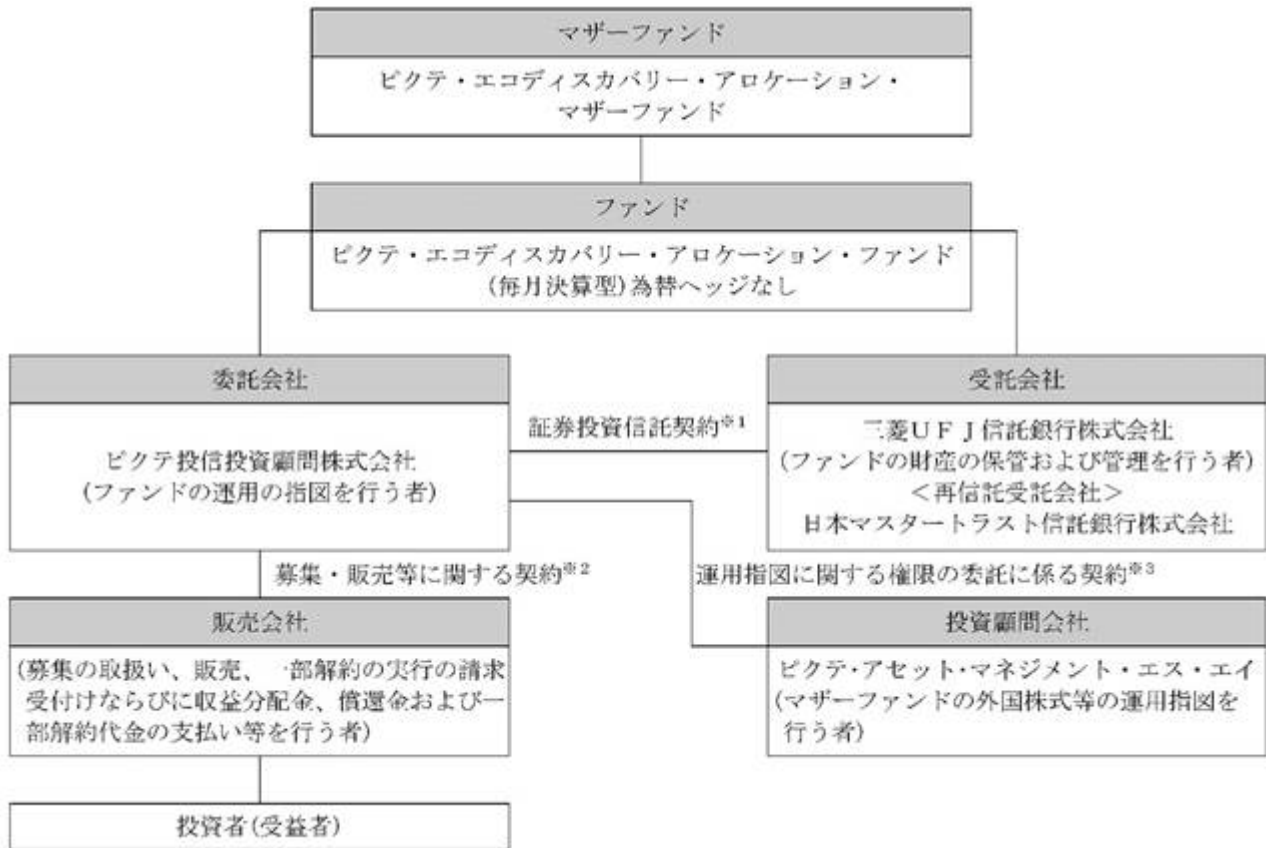 マザーファンド
ピクテ・エコディスカバリー・アロケーション・
マザーファンド
ファンド
ピクテ・エコディスカバリー・アロケーション・ファンド
(毎月決算型)為替ヘッジなし
委託会社
ピクテ投信投資顧問株式会社
(ファンドの運用の指図を行う者)
証券投資信託契約※1
受託会社
三菱UFJ信託銀行株式会社
(ファンドの財産の保管および管理を行う者)
<再信託受託会社>
日本マスタートラスト信託銀行株式会社
募集・販売等に関する契約※2
運用指図に関する権限の委託に係る契約※3
販売会社
(募集の取扱い、販売、一部解約の実行の請求
受付けならびに収益分配金、償還金および一
部解約代金の支払い等を行う者)
投資顧問会社
ピクテ・アセット・マネジメント・エス・エイ
(マザーファンドの外国株式等の運用指図を
行う者)
投資者(受益者)